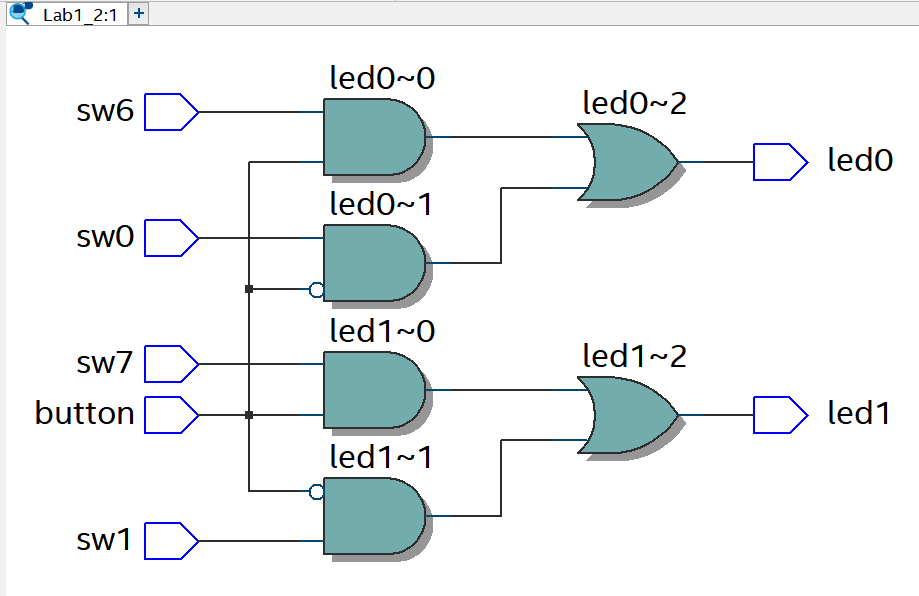 Lab1_2:1 +
led0~0
sw6
led0~2
led0
led0~1
sw0
led1~0
sw7
led1~2
button
led1
led1~1
sw1